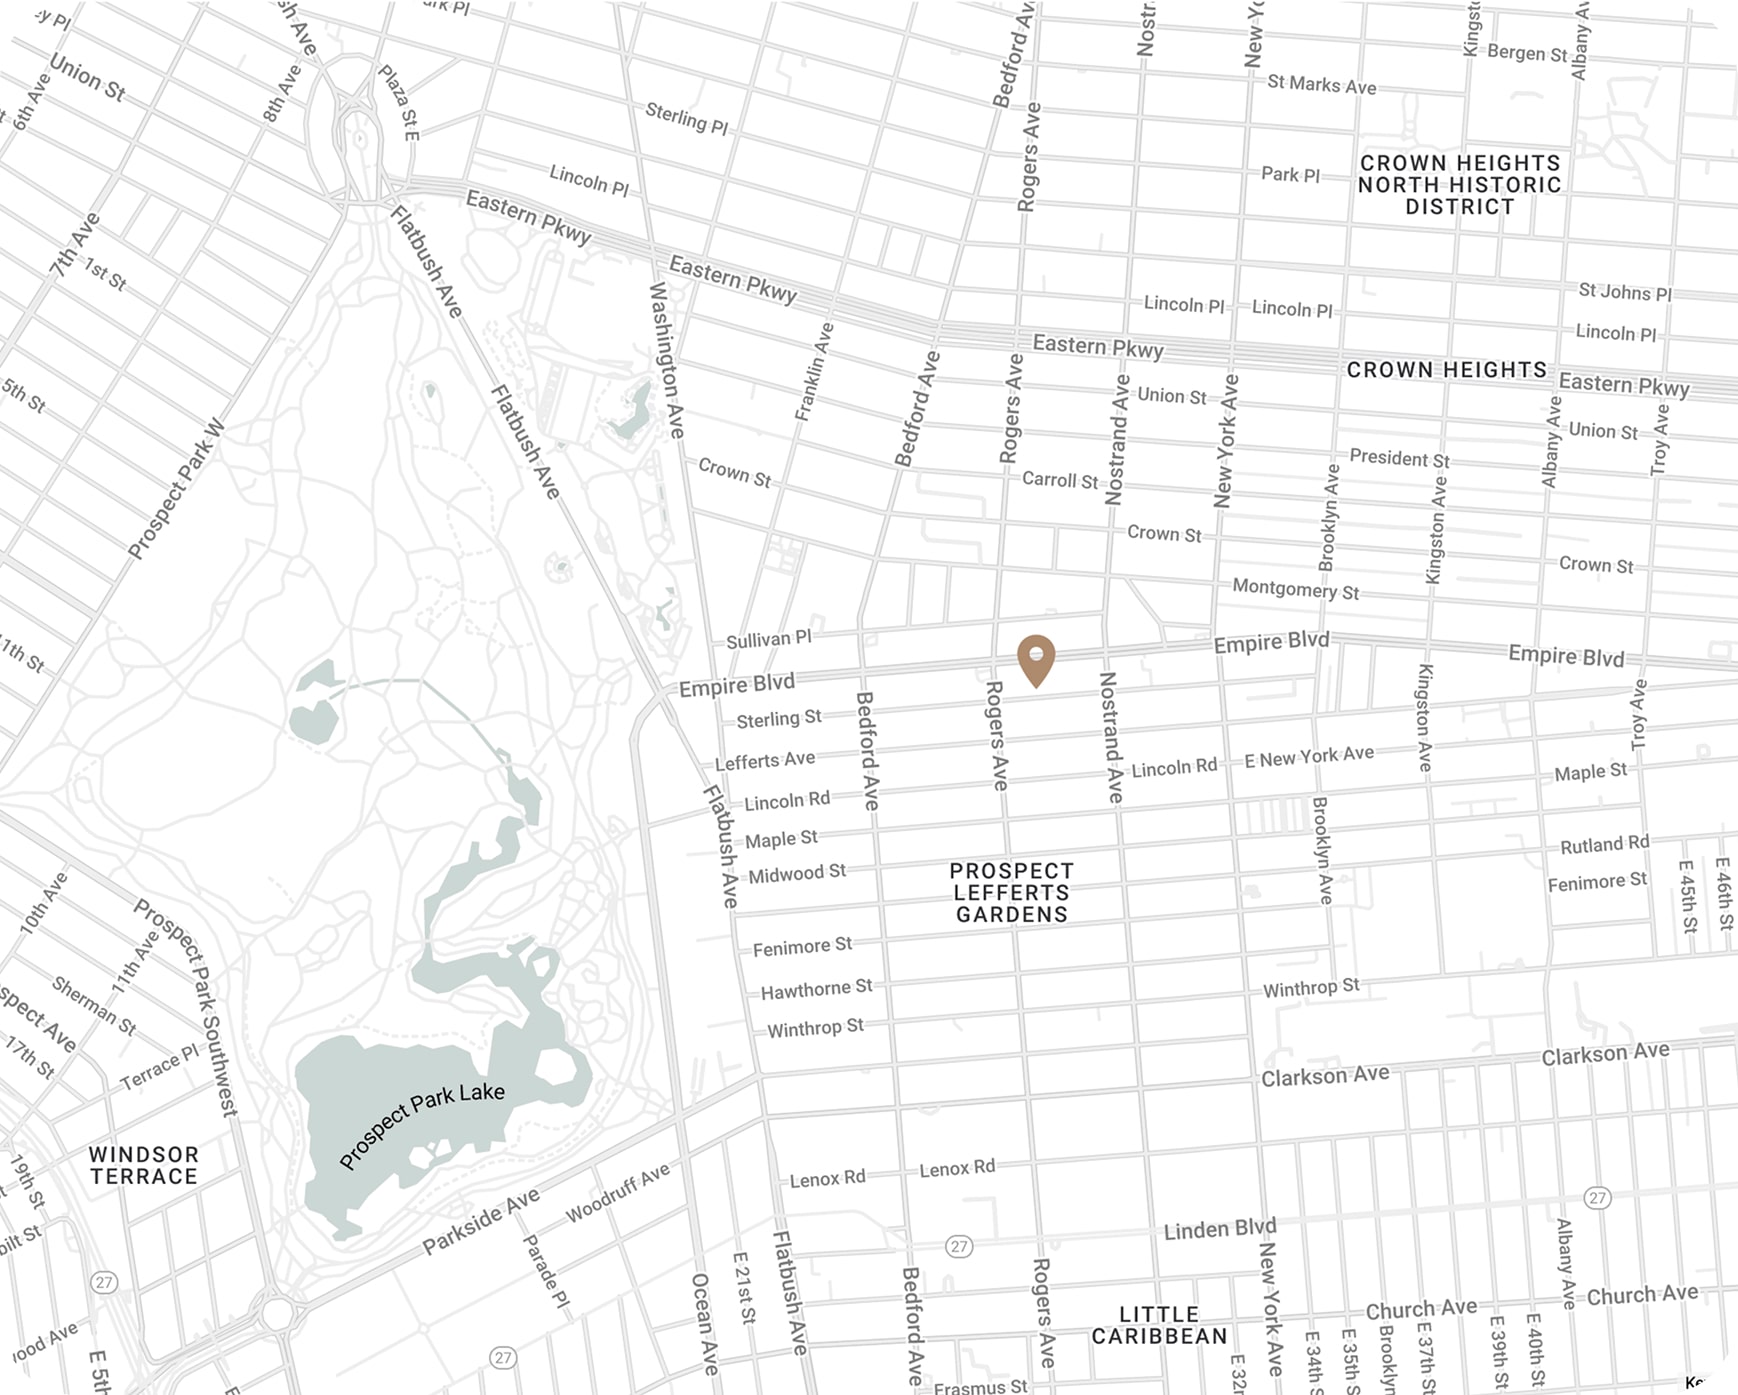 Union St
6th Ave
8th Ave
Plaza St E
Bedford Av
Rogers Ave
St Marks Ave
Bergen St
Albany Av
Sterling Pl
Lincoln Pl
Park Pl
CROWN HEIGHTS
NORTH HISTORIC
DISTRICT
7th Ave
1st St
Eastern Pkwy
Flatbush Ave
Eastern Pkwy
Washington Ave
Lincoln Pl
Lincoln Pl
St Johns Pl
Lincoln Pl
Eastern Pkwy
CROWN HEIGHTS
Eastern Pkwy
5th St
Flatbush Ave
Franklin Ave
Bedford Ave
Rogers Ave
Nostrand Ave
Union St
New York Ave
Union St
Albany Ave
Troy Ave
Prospect Park W
Crown St
Carroll St
President St
Brooklyn Ave
Kingston Ave
Crown St
Crown St
Montgomery St
11th St
Sullivan Pl
Empire Blvd
Empire Blvd
Empire Blvd
Sterling St
Bedford Ave
Rogers Ave
Nostrand Ave
Kingston Ave
Troy Ave
Lefferts Ave
Lincoln Rd
E New York Ave
Maple St
Lincoln Rd
Flatbush Ave
Maple St
Brooklyn Ave
Rutland Rd
Midwood St
PROSPECT
LEFFERTS
GARDENS
Fenimore St
E 45th St
E 46th St
10th Ave
11th Ave
Prospect Park Southwest
Fenimore St
Hawthorne St
Winthrop St
Winthrop St
Sherman St
17th St
Terrace Pl
Clarkson Ave
Clarkson Ave
Prospect Park Lake
WINDSOR
TERRACE
19th St
Lenox Rd
Lenox Rd
Woodruff Ave
Parkside Ave
27
Linden Blvd
27
27
Parade Pl
E 21st St
Ocean Ave
Flatbush Ave
Bedford Ave
Rogers Ave
New York Ave
Albany Ave
LITTLE
CARIBBEAN
Church Ave
Church Ave
27
E 5th
E 34th S
E 35th S
Brooklyn
E 37th St
E 39th St
E 40th St
Erasmus St